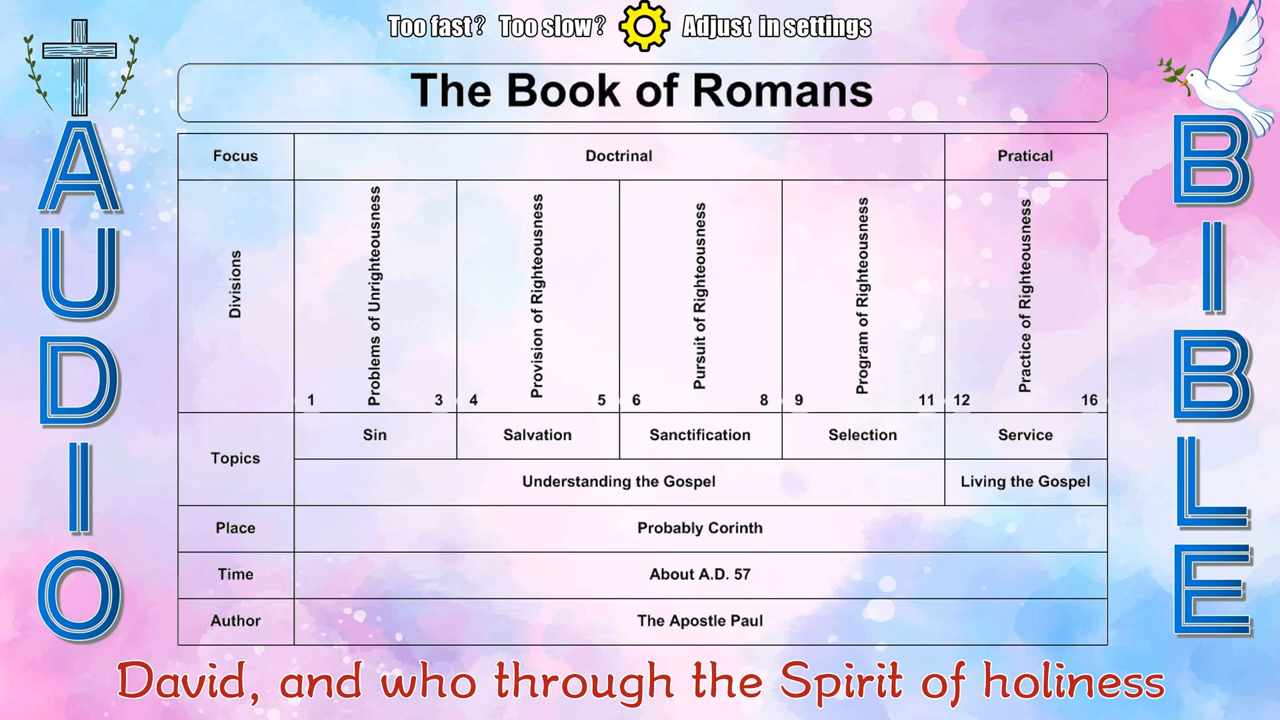 Too fast? Too slow? Adjust in settings
AUDIO
BIBLE
The Book of Romans
Focus Doctrinal Pratical
Divisions
Problems of Unrighteousness
Provision of Righteousness
Pursuit of Righteousness
Program of Righteousness
Practice of Righteousness
1 3 4 5 6 8 9 11 12 16
Topics
Sin Salvation Sanctification Selection Service
Understanding the Gospel Living the Gospel
Place Probably Corinth
Time About A.D. 57
Author The Apostle Paul
David, and who through the Spirit of holiness